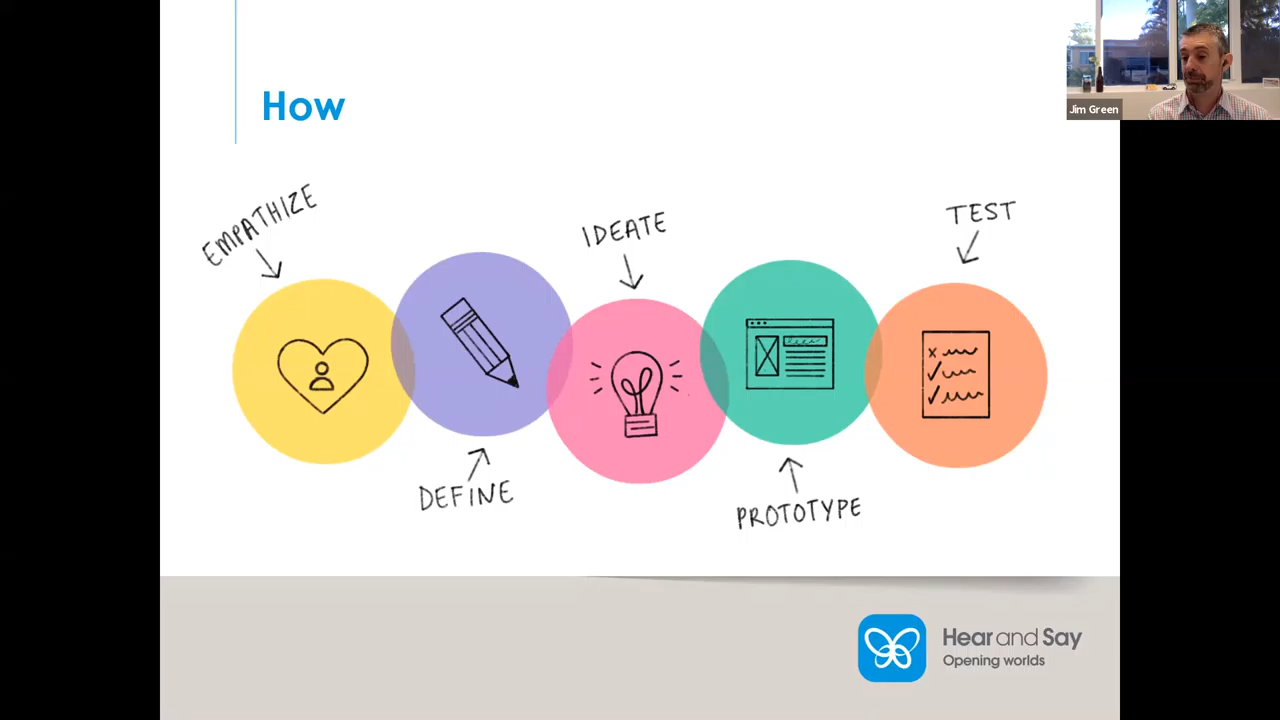 How
Jim Green
EMPATHIZE
DEFINE
IDEATE
PROTOTYPE
TEST
Hear and Say
Opening worlds